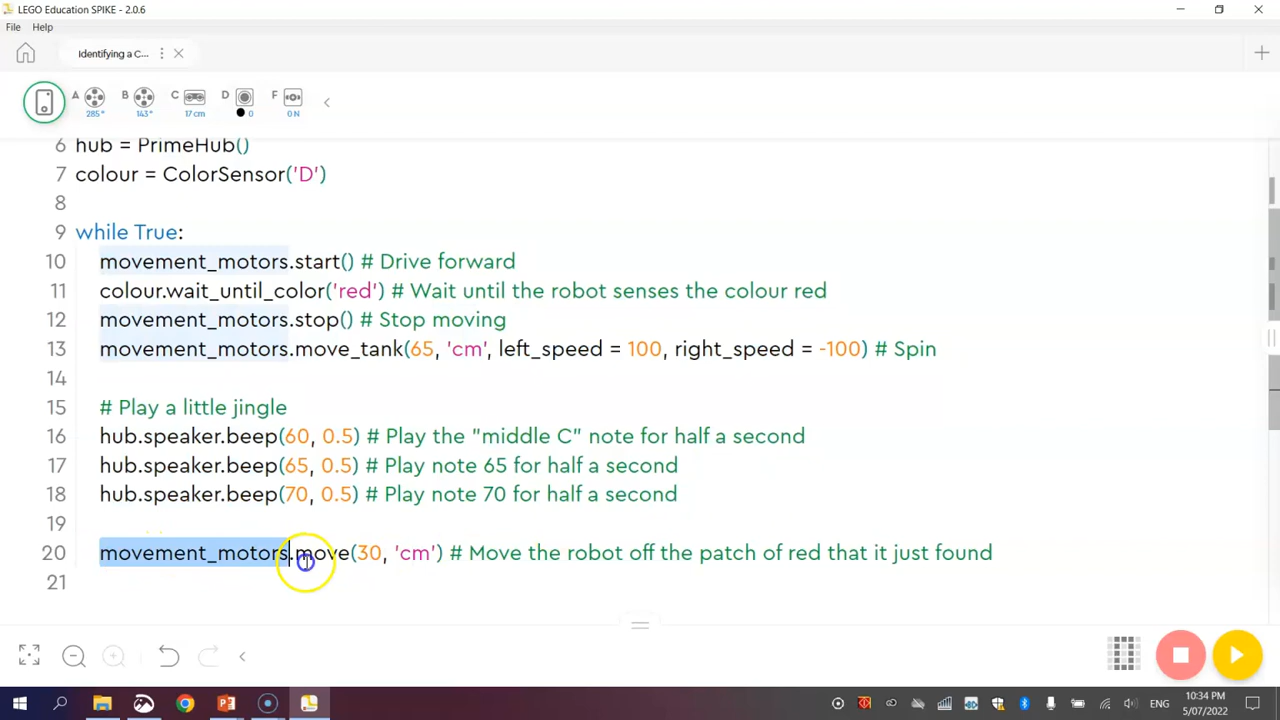 LEGO Education SPIKE - 2.0.6
File Help
Identifying a C...
A B C D F
285° 143° 17 cm 0 0 N
6 hub = PrimeHub()
7 colour = ColorSensor('D')
8
9 while True:
10 movement_motors.start() # Drive forward
11 colour.wait_until_color('red') # Wait until the robot senses the colour red
12 movement_motors.stop() # Stop moving
13 movement_motors.move_tank(65, 'cm', left_speed = 100, right_speed = -100) # Spin
14
15 # Play a little jingle
16 hub.speaker.beep(60, 0.5) # Play the "middle C" note for half a second
17 hub.speaker.beep(65, 0.5) # Play note 65 for half a second
18 hub.speaker.beep(70, 0.5) # Play note 70 for half a second
19
20 movement_motors.move(30, 'cm') # Move the robot off the patch of red that it just found
21
ENG
10:34 PM
5/07/2022